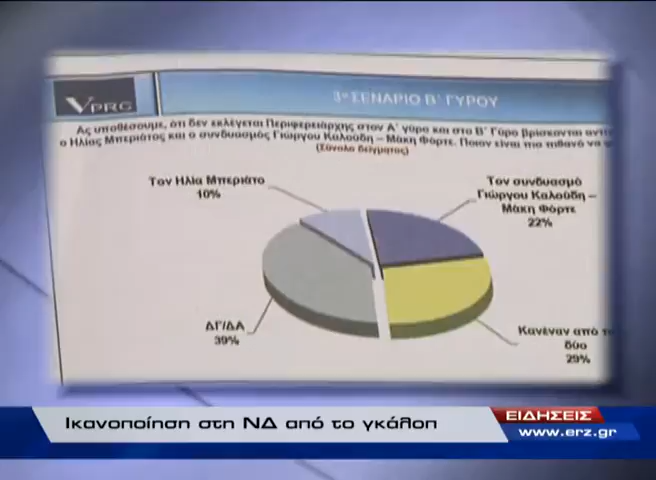 VPRC
3ο ΣΕΝΑΡΙΟ Β' ΓΥΡΟΥ
Ας υποθέσουμε, ότι δεν εκλέγεται Περιφερειάρχης στον Α' γύρο και στο Β' Γύρο βρίσκονται
ο Ηλίας Μπεριάτος και ο συνδυασμός Γιώργου Καλούδη – Μάκη Φόρτε. Ποιον είναι πιο πιθανό να
(Σύνολο δείγματος)
Τον Ηλία Μπεριάτο
10%
Τον συνδυασμό
Γιώργου Καλούδη –
Μάκη Φόρτε
22%
ΔΓ/ΔΑ
39%
Κανέναν από
δύο
29%
Ικανοποίηση στη ΝΔ από το γκάλοπ
ΕΙΔΗΣΕΙΣ
www.erz.gr